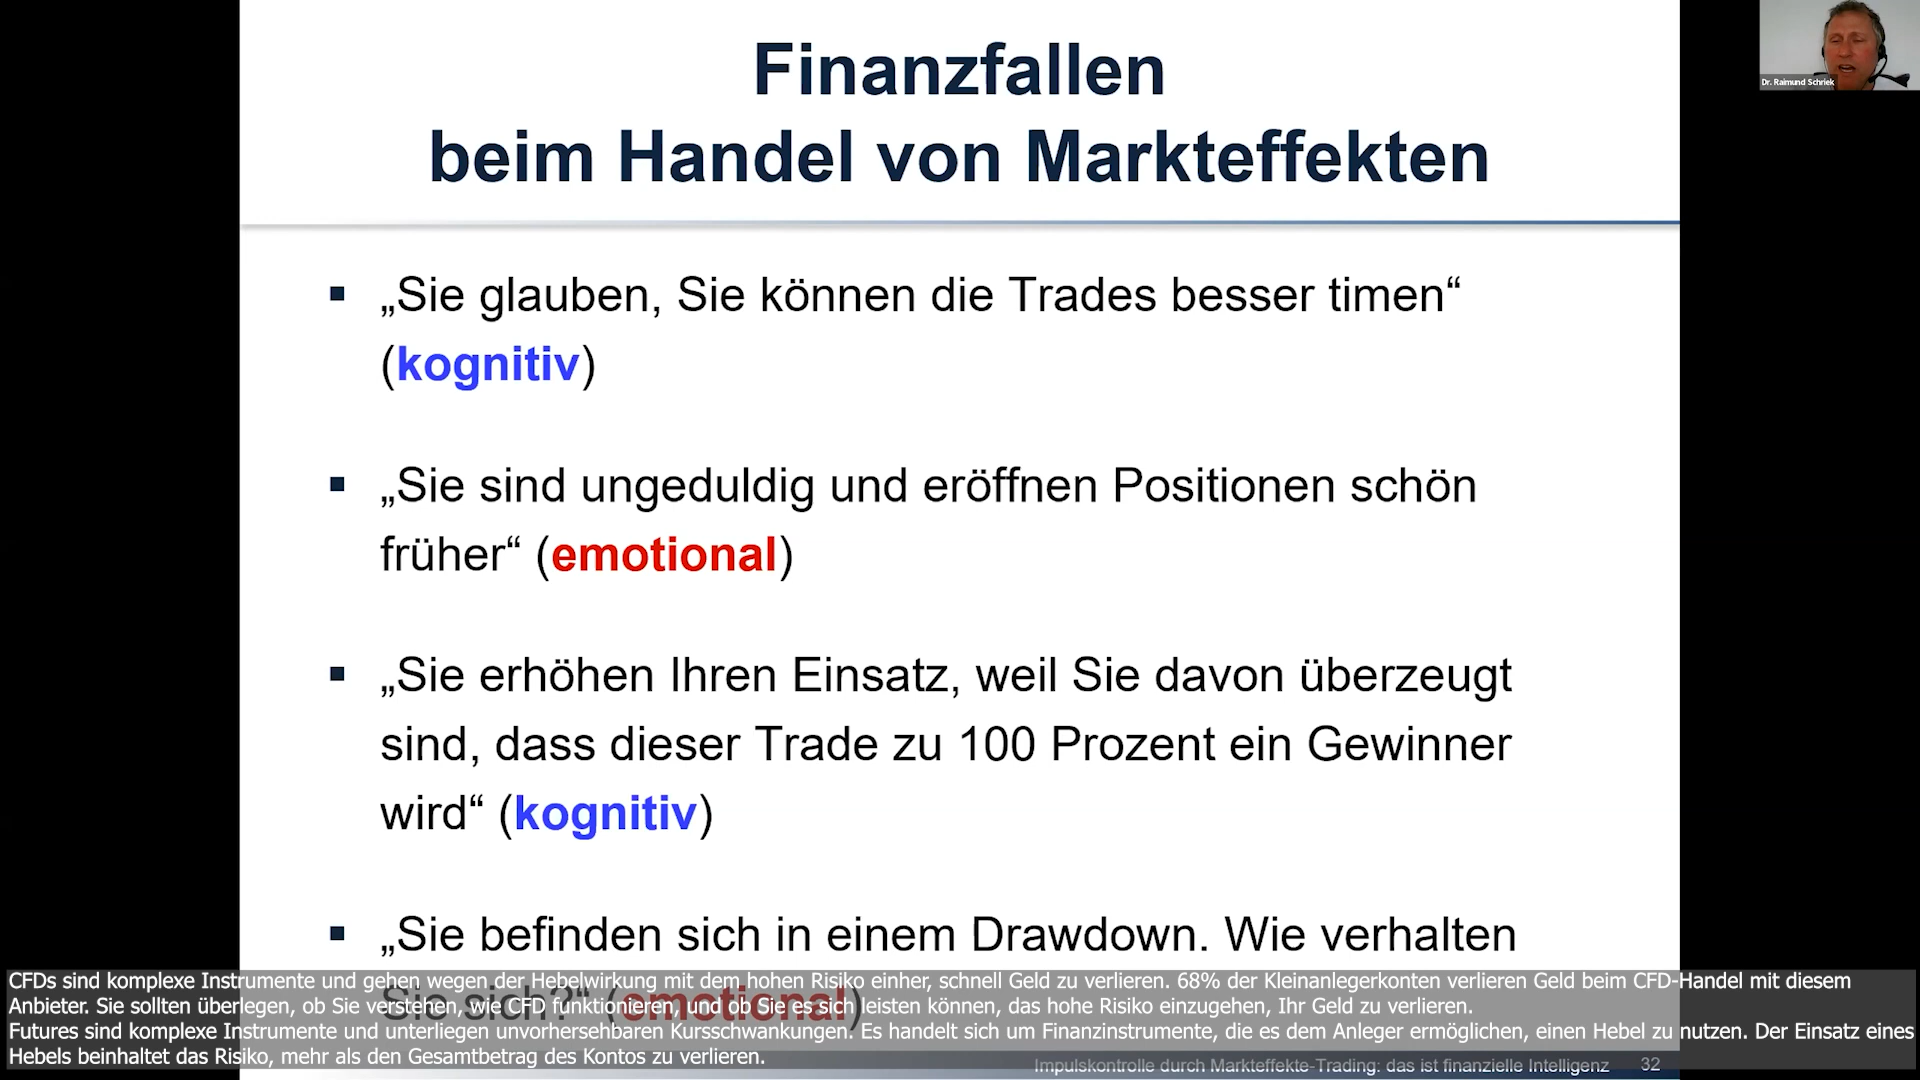 Finanzfallen
beim Handel von Markteffekten
Dr. Raimund Schriek
▪ „Sie glauben, Sie können die Trades besser timen“
(kognitiv)
▪ „Sie sind ungeduldig und eröffnen Positionen schön
früher“ (emotional)
▪ „Sie erhöhen Ihren Einsatz, weil Sie davon überzeugt
sind, dass dieser Trade zu 100 Prozent ein Gewinner
wird“ (kognitiv)
▪ „Sie befinden sich in einem Drawdown. Wie verhalten
Sie sich?“ (emotional)
CFDs sind komplexe Instrumente und gehen wegen der Hebelwirkung mit dem hohen Risiko einher, schnell Geld zu verlieren. 68% der Kleinanlegerkonten verlieren Geld beim CFD-Handel mit diesem
Anbieter. Sie sollten überlegen, ob Sie verstehen, wie CFD funktionieren und ob Sie es sich leisten können, das hohe Risiko einzugehen, Ihr Geld zu verlieren.
Futures sind komplexe Instrumente und unterliegen unvorhersehbaren Kursschwankungen. Es handelt sich um Finanzinstrumente, die es dem Anleger ermöglichen, einen Hebel zu nutzen. Der Einsatz eines
Hebels beinhaltet das Risiko, mehr als den Gesamtbetrag des Kontos zu verlieren.
Impulskontrolle durch Markteffekte-Trading: das ist finanzielle Intelligenz 32